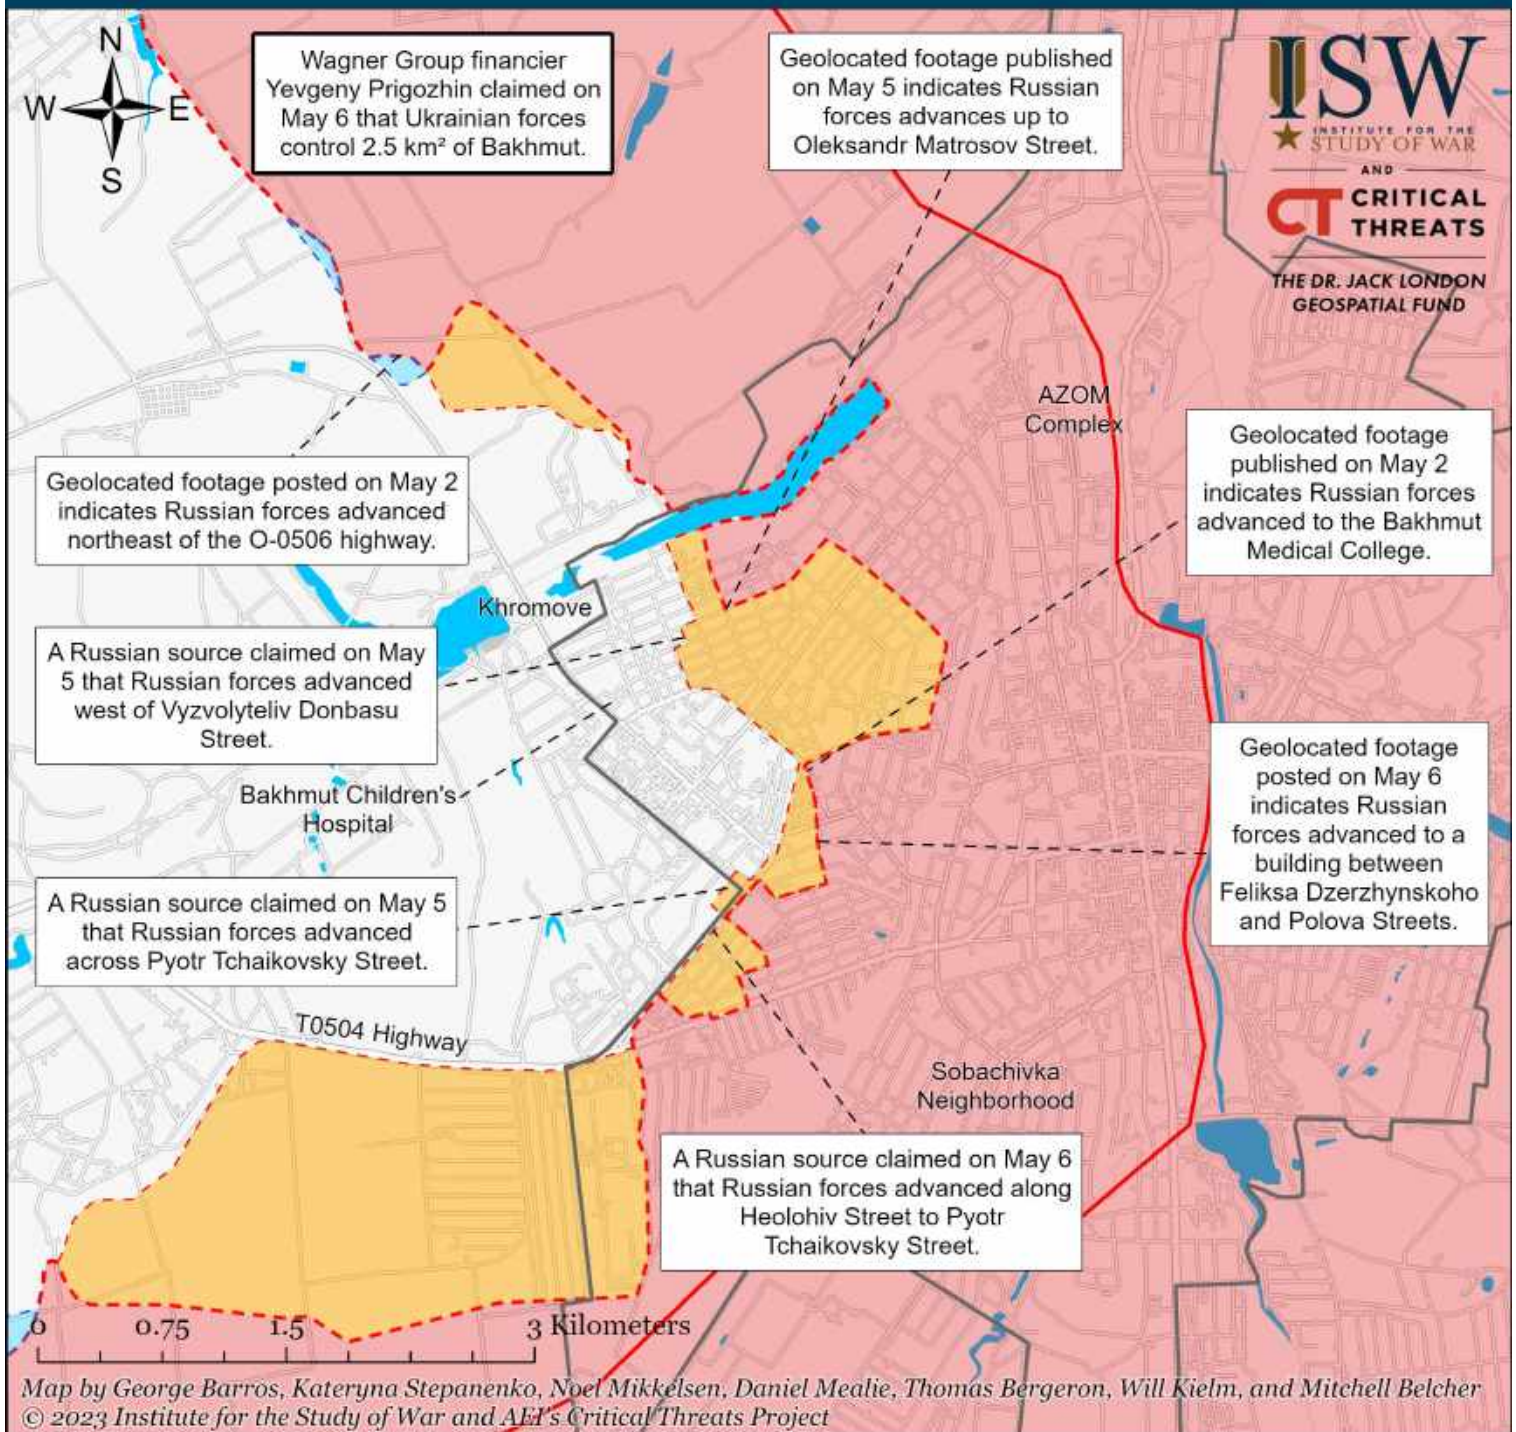 N
W
E
S
Wagner Group financier
Yevgeny Prigozhin claimed on
May 6 that Ukrainian forces
control 2.5 km² of Bakhmut.
Geolocated footage published
on May 5 indicates Russian
forces advances up to
Oleksandr Matrosov Street.
ISW
INSTITUTE FOR THE
STUDY OF WAR
AND
CT CRITICAL
THREATS
THE DR. JACK LONDON
GEOSPATIAL FUND
AZOM
Complex
Geolocated footage
published on May 2
indicates Russian forces
advanced to the Bakhmut
Medical College.
Geolocated footage posted on May 2
indicates Russian forces advanced
northeast of the O-0506 highway.
Khromove
A Russian source claimed on May
5 that Russian forces advanced
west of Vyzvolyteliv Donbasu
Street.
Bakhmut Children's
Hospital
Geolocated footage
posted on May 6
indicates Russian
forces advanced to a
building between
Feliksa Dzerzhynskoho
and Polova Streets.
A Russian source claimed on May 5
that Russian forces advanced
across Pyotr Tchaikovsky Street.
T0504 Highway
Sobachivka
Neighborhood
A Russian source claimed on May 6
that Russian forces advanced along
Heolohiv Street to Pyotr
Tchaikovsky Street.
0 0.75 1.5 3 Kilometers
Map by George Barros, Kateryna Stepanenko, Noel Mikkelsen, Daniel Mealie, Thomas Bergeron, Will Kielm, and Mitchell Belcher
© 2023 Institute for the Study of War and AEI's Critical Threats Project